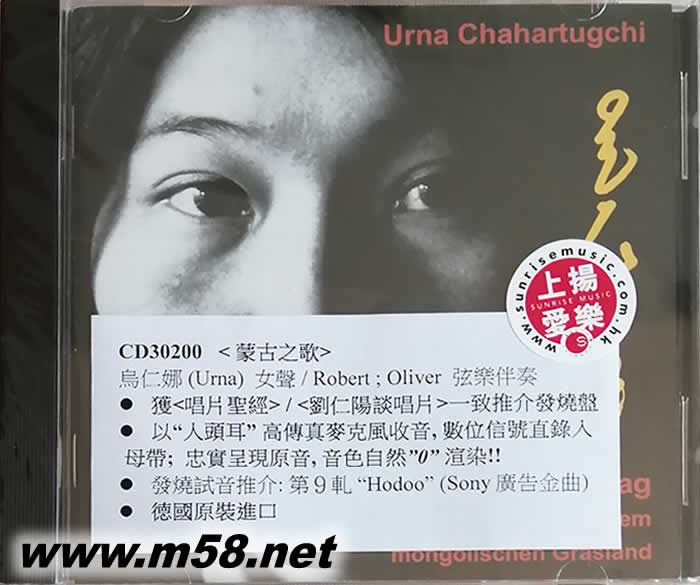 Urna Chahartugchi
www.sunrisemusic.com.hk
上揚
SUNRISE MUSIC
愛樂
S
CD30200 <蒙古之歌>
烏仁娜 (Urna) 女聲 / Robert ; Oliver 弦樂伴奏
● 獲<唱片聖經> / <劉仁陽談唱片>一致推介發燒盤
● 以“人頭耳” 高傳真麥克風收音, 數位信號直錄入
母帶; 忠實呈現原音, 音色自然”0” 渲染!!
● 發燒試音推介: 第９軋 “Hodoo” (Sony 廣告金曲)
● 德國原裝進口
mongolischen Grasland
www.m58.net